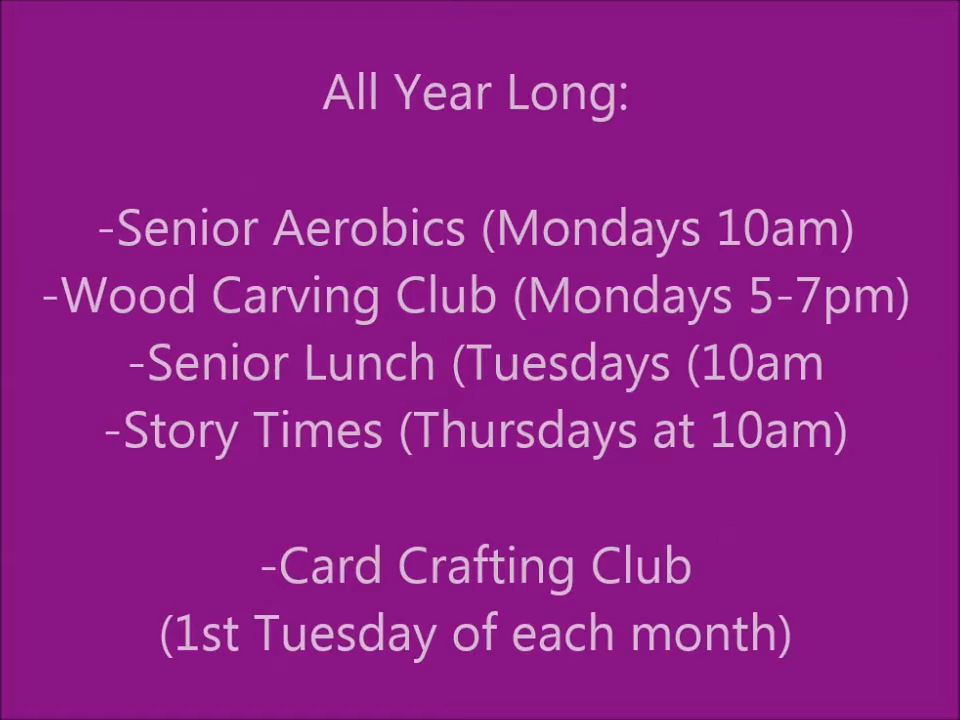 All Year Long:
-Senior Aerobics (Mondays 10am)
-Wood Carving Club (Mondays 5-7pm)
-Senior Lunch (Tuesdays (10am
-Story Times (Thursdays at 10am)
-Card Crafting Club
(1st Tuesday of each month)